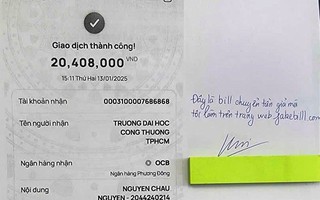 Giao dịch thành công!
20,408,000 VND
15:11 Thứ Hai 13/01/2025
Tài khoản nhận 0003100007686868
Tên người nhận TRUONG DAI HOC
CONG THUONG
TPHCM
Ngân hàng nhận OCB
Ngân hàng Phương Đông
Nội dung NGUYEN CHAU
NGUYEN - 2044240214
Đây là bill chuyển tiền giả mà
tôi làm trên trang web fakebill.com